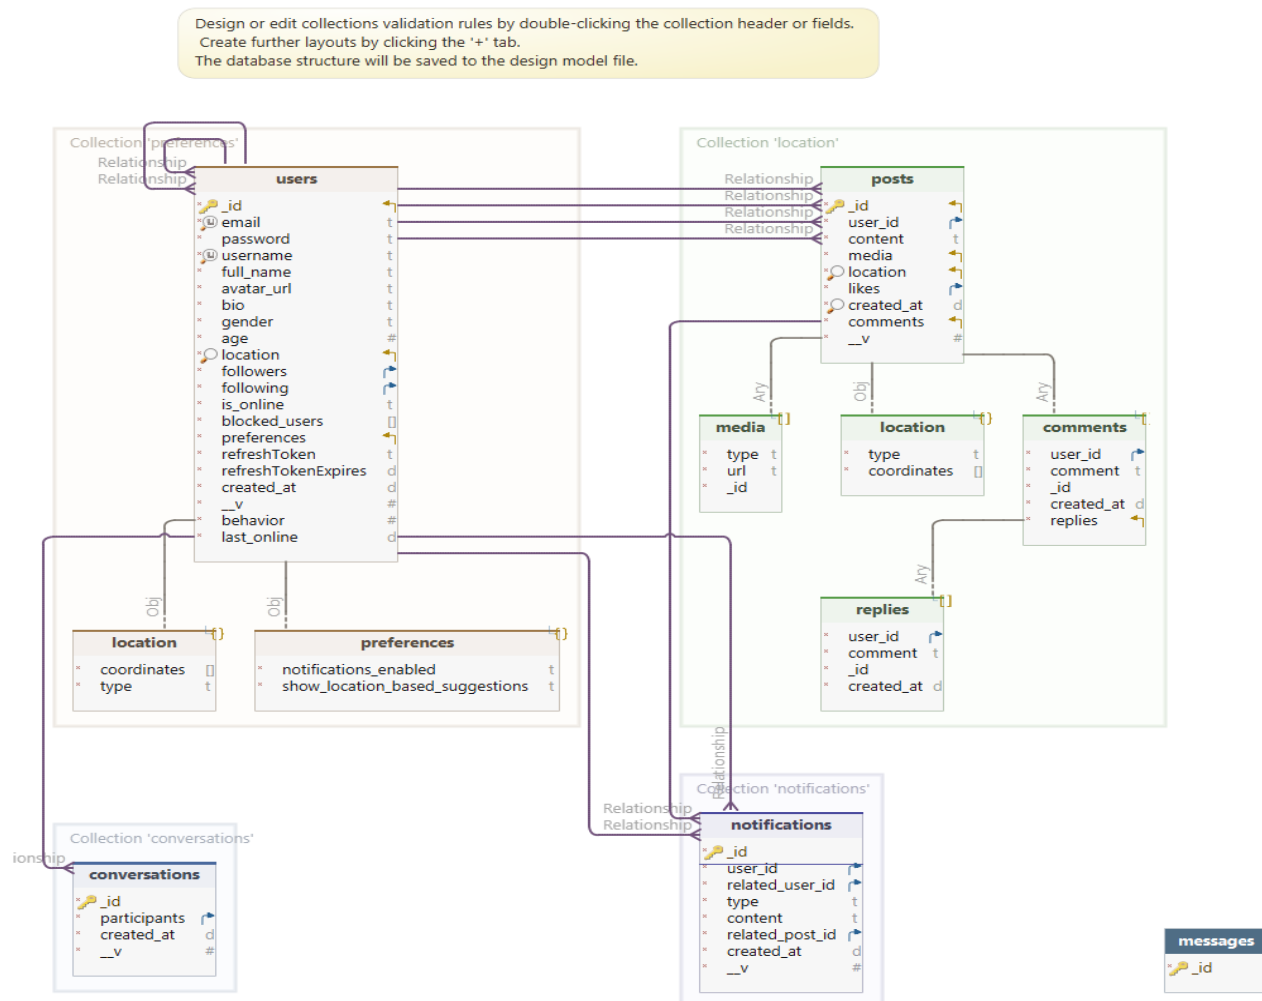 Design or edit collections validation rules by double-clicking the collection header or fields.
Create further layouts by clicking the '+' tab.
The database structure will be saved to the design model file.
Collection 'preferences'
Relationship
Relationship
users
_id
email t
password t
username t
full_name t
avatar_url t
bio t
gender t
age #
location
followers
following
is_online t
blocked_users []
preferences
refreshToken t
refreshTokenExpires d
created_at d
__v #
behavior #
last_online d
Obj
Obj
location {}
coordinates []
type t
preferences {}
notifications_enabled t
show_location_based_suggestions t
Collection 'location'
Relationship
Relationship
Relationship
Relationship
posts
_id
user_id
content t
media
location
likes
created_at d
comments
__v #
Ary
Obj
Ary
media []
type t
url t
_id
location {}
type t
coordinates []
comments [
user_id
comment t
_id
created_at d
replies
Ary
replies []
user_id
comment t
_id
created_at d
Collection 'conversations'
ionship
conversations
_id
participants
created_at d
__v #
Relationship
Collection 'notifications'
Relationship
Relationship
notifications
_id
user_id
related_user_id
type t
content t
related_post_id
created_at d
__v #
messages
_id